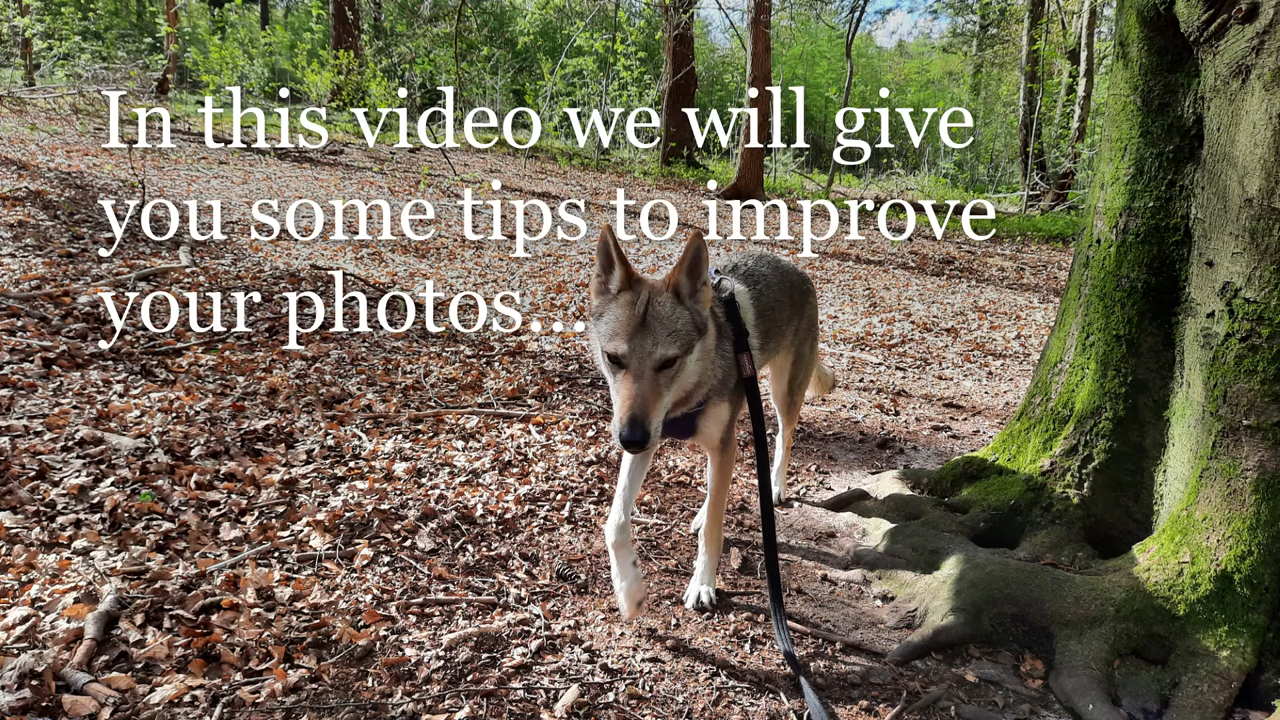 In this video we will give
you some tips to improve
your photos...